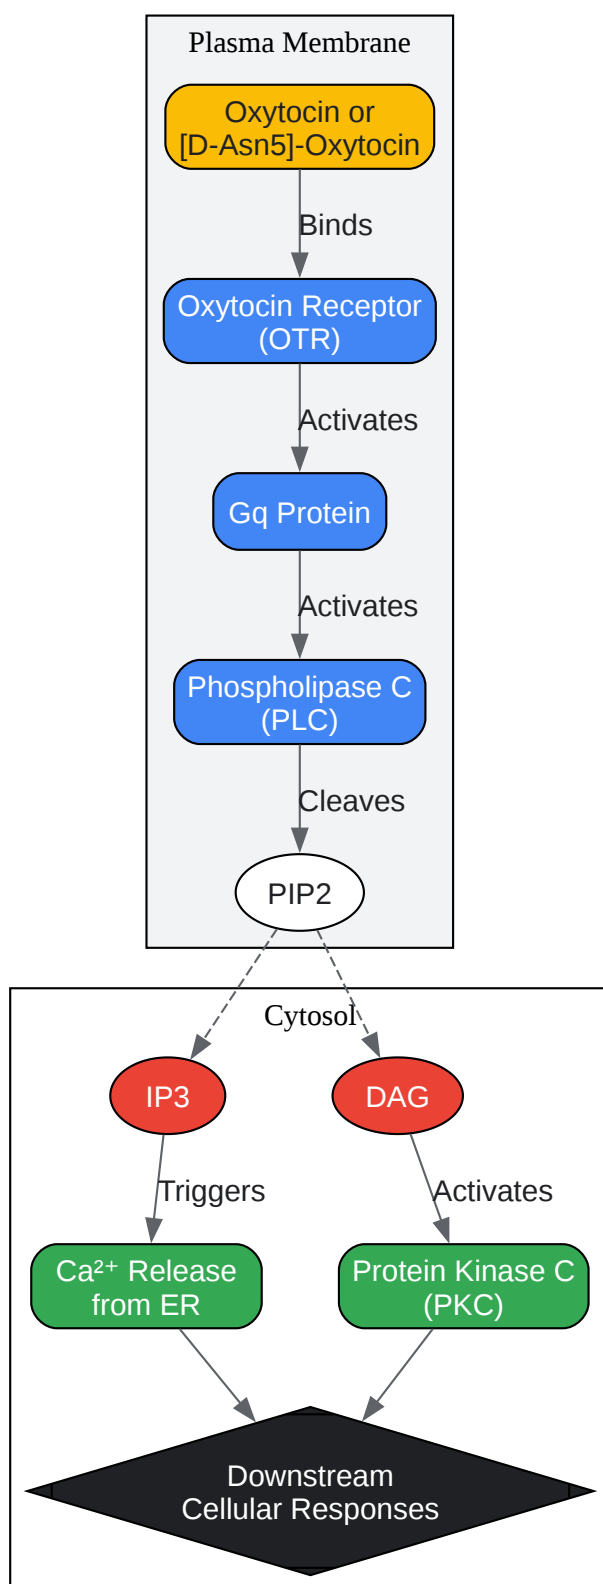 Plasma Membrane
Oxytocin or
[D-Asn5]-Oxytocin
Binds
Oxytocin Receptor
(OTR)
Activates
Gq Protein
Activates
Phospholipase C
(PLC)
Cleaves
PIP2
Cytosol
IP3
DAG
Triggers
Activates
Ca²⁺ Release
from ER
Protein Kinase C
(PKC)
Downstream
Cellular Responses